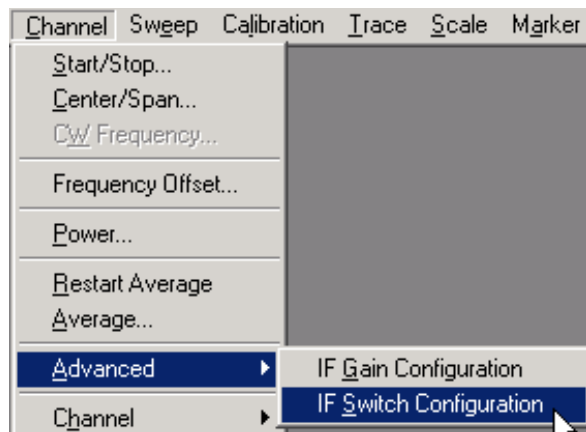 Channel Sweep Calibration Trace Scale Marker
Start/Stop...
Center/Span...
CW Frequency...
Frequency Offset...
Power...
Restart Average
Average...
Advanced
IF Gain Configuration
IF Switch Configuration
Channel